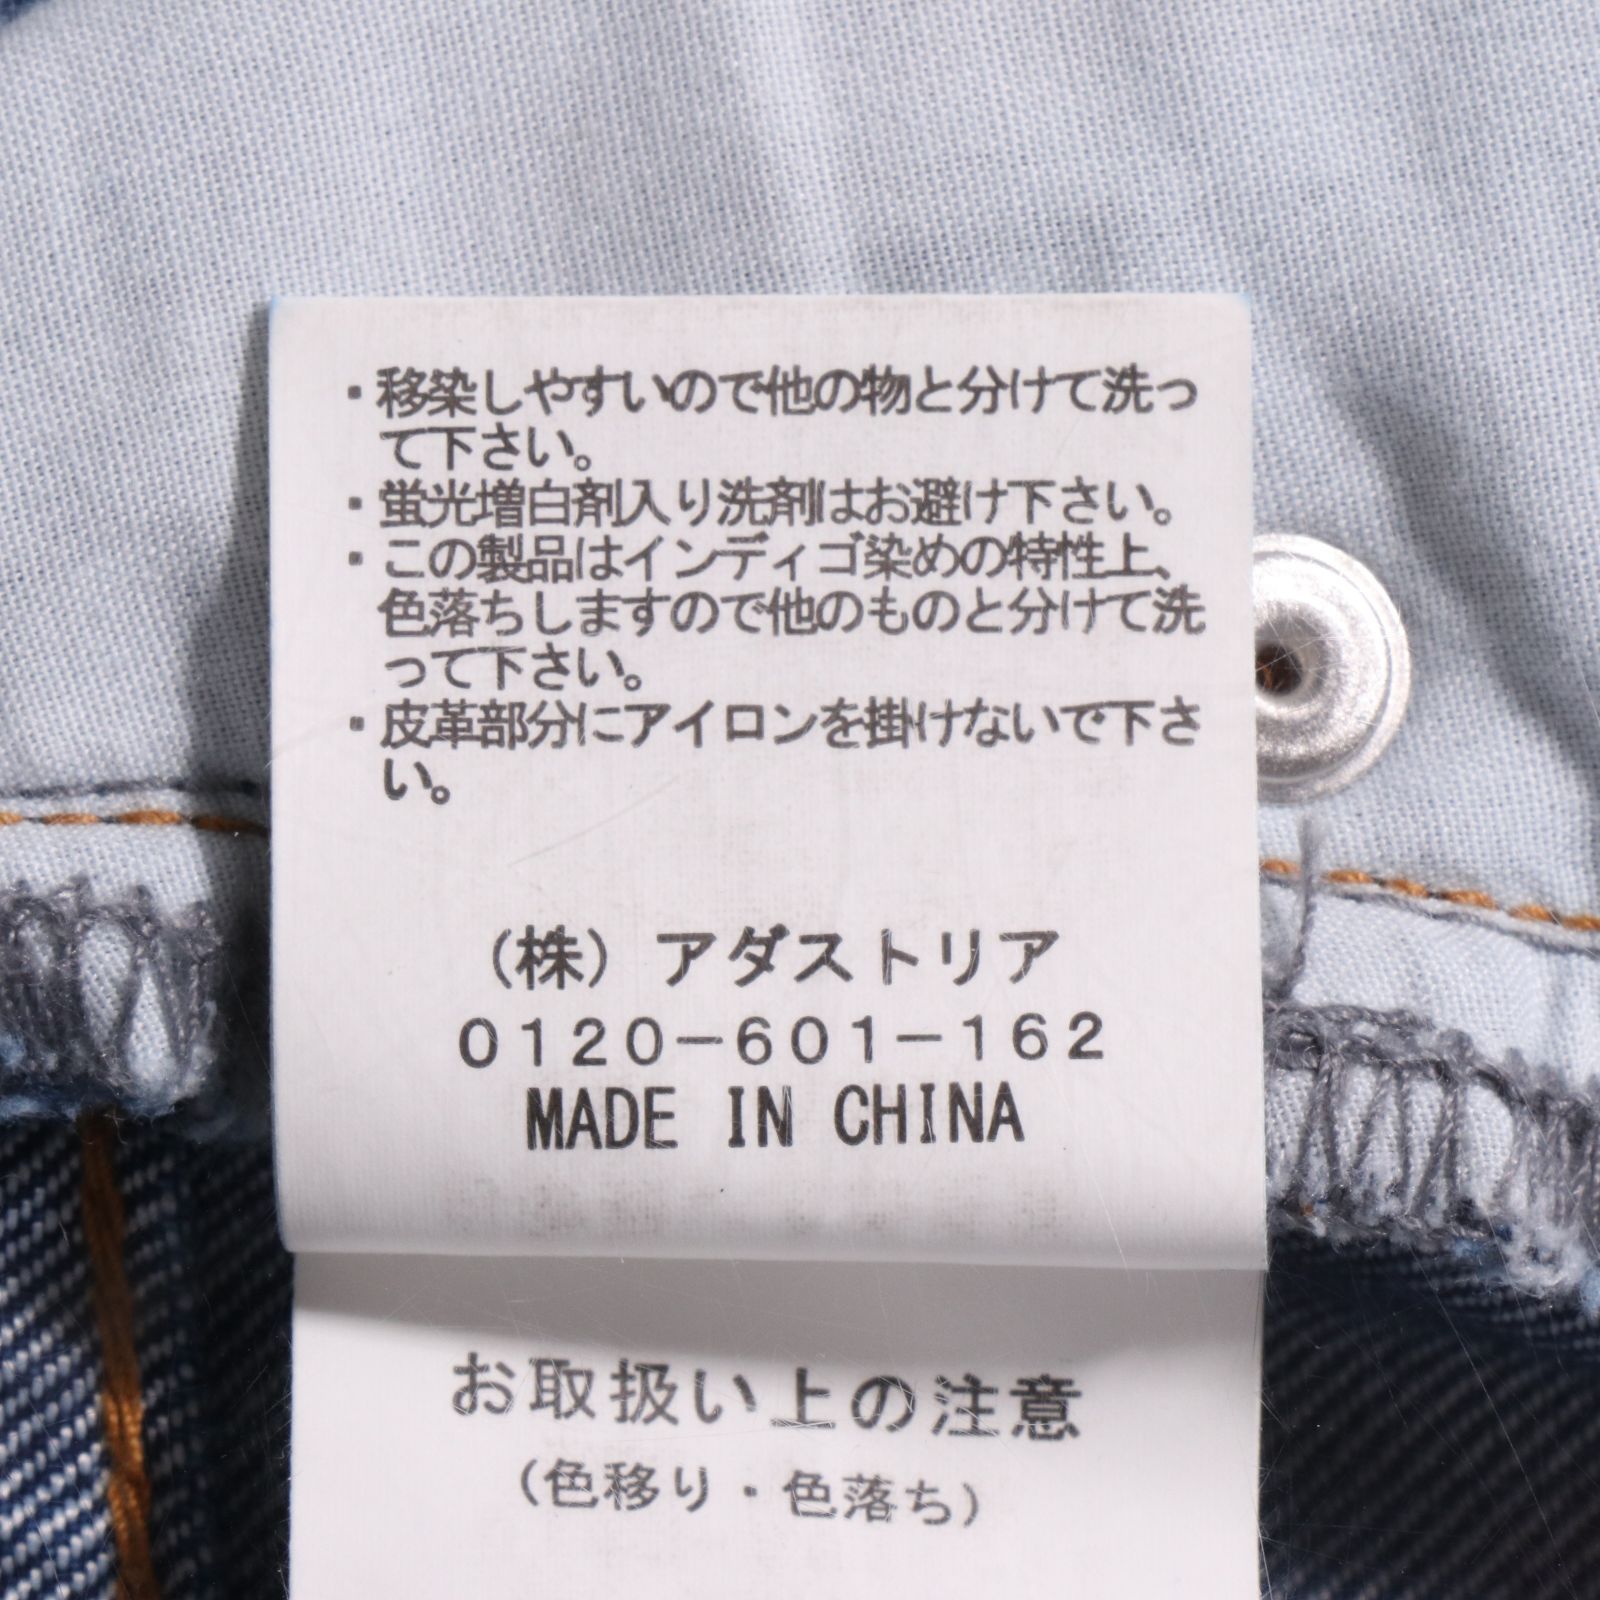 ・移染しやすいので他の物と分けて洗っ
て下さい。
・蛍光増白剤入り洗剤はお避け下さい。
・この製品はインディゴ染めの特性上、
色落ちしますので他のものと分けて洗
って下さい。
・皮革部分にアイロンを掛けないで下さ
い。
(株)アダストリア
0120-601-162
MADE IN CHINA
お取扱い上の注意
(色移り・色落ち)